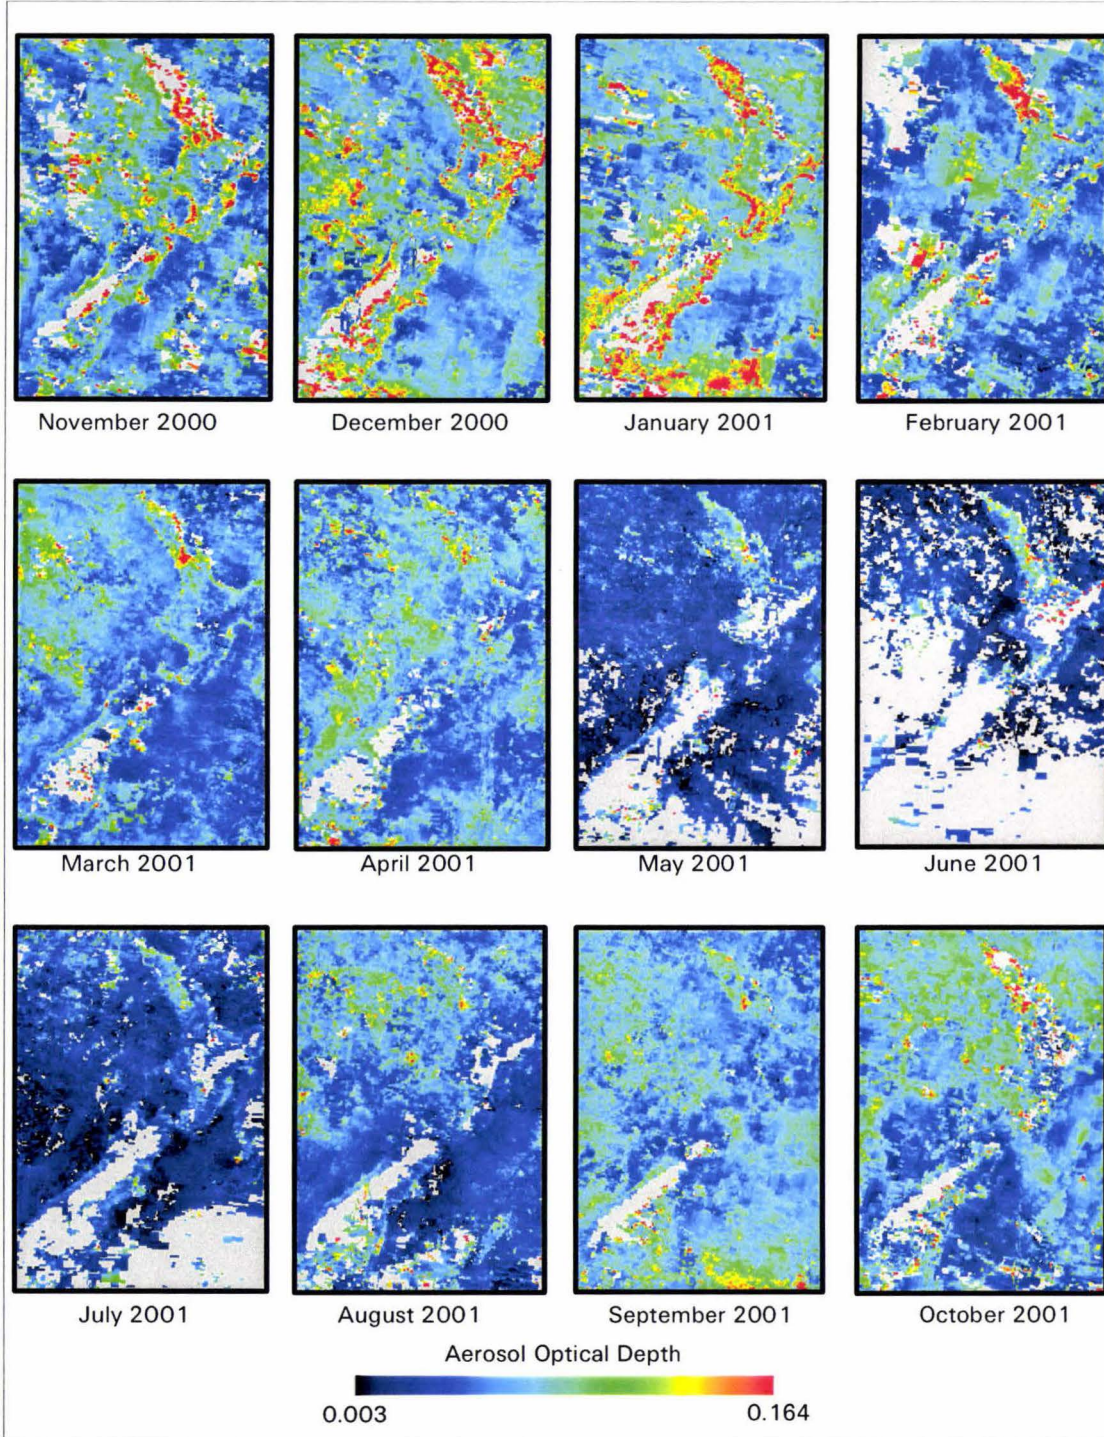 November 2000
December 2000
January 2001
February 2001
March 2001
April 2001
May 2001
June 2001
July 2001
August 2001
September 2001
October 2001
Aerosol Optical Depth
0.003
0.164